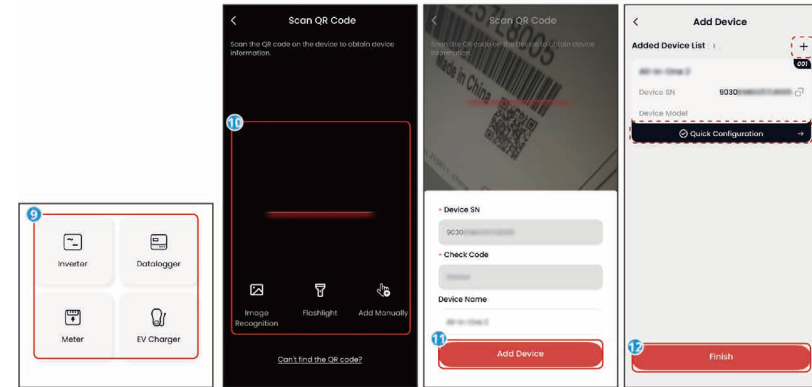 9
Inverter
Datalogger
Meter
EV Charger
Scan QR Code
Scan the QR code on the device to obtain device
information.
10
Image
Recognition
Flashlight
Add Manually
Can't find the QR code?
Scan QR Code
Scan the QR code on the device to obtain device
information.
Made in China
- Device SN
9030
- Check Code
Device Name
11
Add Device
Add Device
Added Device List
+
001
Device SN
9030
Device Model
Quick Configuration
12
Finish